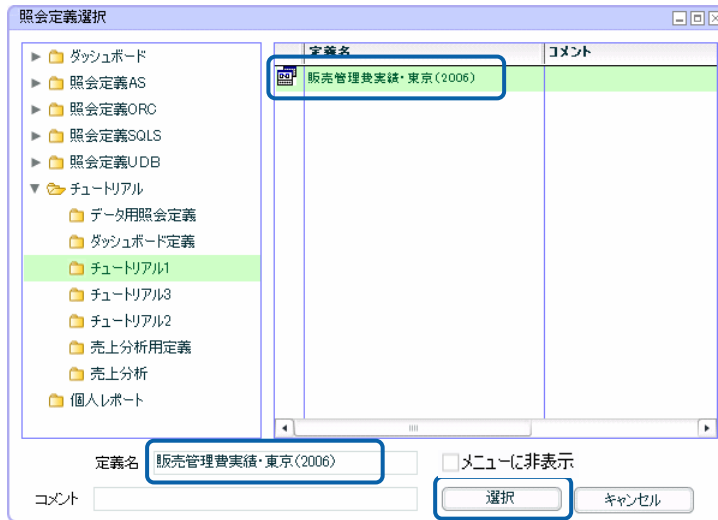 照会定義選択
ダッシュボード
照会定義AS
照会定義ORC
照会定義SQLS
照会定義UDB
チュートリアル
データ用照会定義
ダッシュボード定義
チュートリアル1
チュートリアル3
チュートリアル2
売上分析用定義
売上分析
個人レポート
定義名 コメント
販売管理費実績・東京(2006)
定義名 販売管理費実績・東京(2006) メニューに非表示
コメント 選択 キャンセル